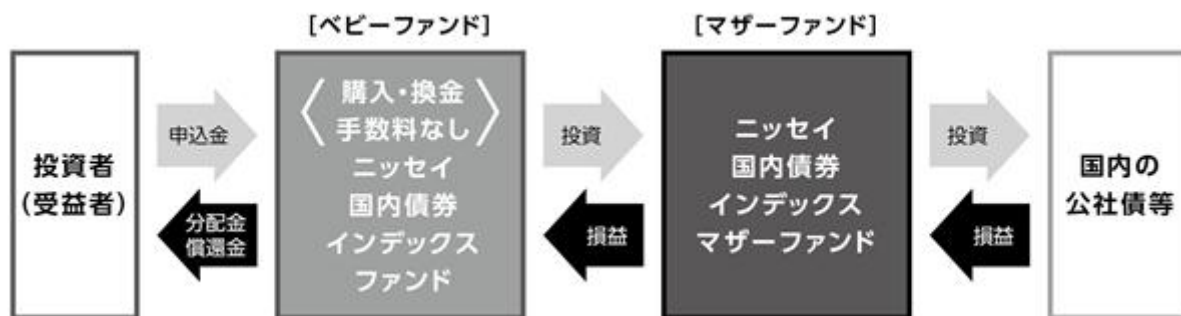 [ベビーファンド]
[マザーファンド]
投資者
(受益者)
申込金
分配金
償還金
〈購入・換金
手数料なし〉
ニッセイ
国内債券
インデックス
ファンド
投資
損益
ニッセイ
国内債券
インデックス
マザーファンド
投資
損益
国内の
公社債等